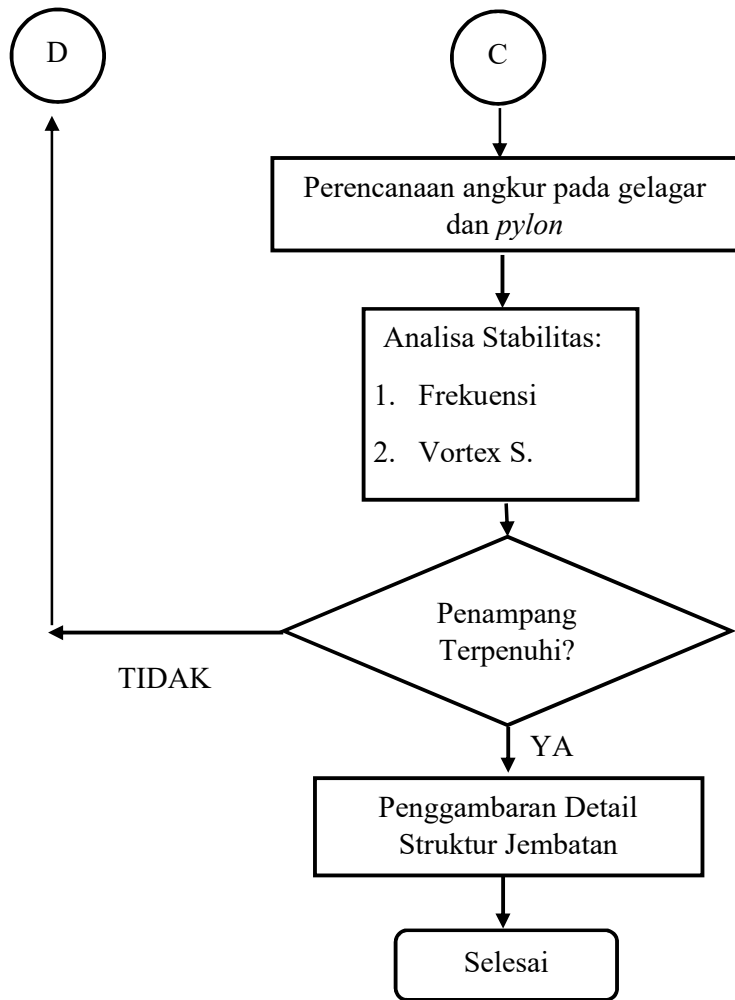 D
C
Perencanaan angkur pada gelagar
dan pylon
Analisa Stabilitas:
1. Frekuensi
2. Vortex S.
Penampang
Terpenuhi?
TIDAK
YA
Penggambaran Detail
Struktur Jembatan
Selesai